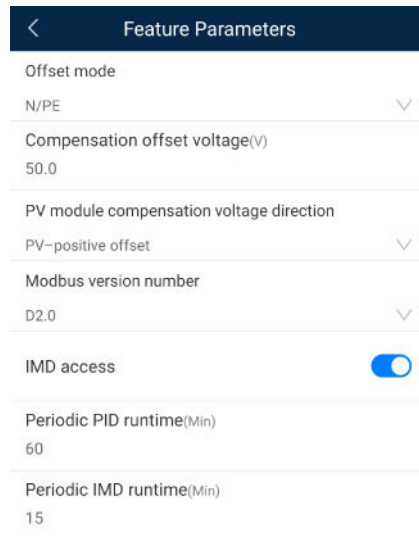 Feature Parameters
Offset mode
N/PE
Compensation offset voltage(V)
50.0
PV module compensation voltage direction
PV-positive offset
Modbus version number
D2.0
IMD access
Periodic PID runtime(Min)
60
Periodic IMD runtime(Min)
15